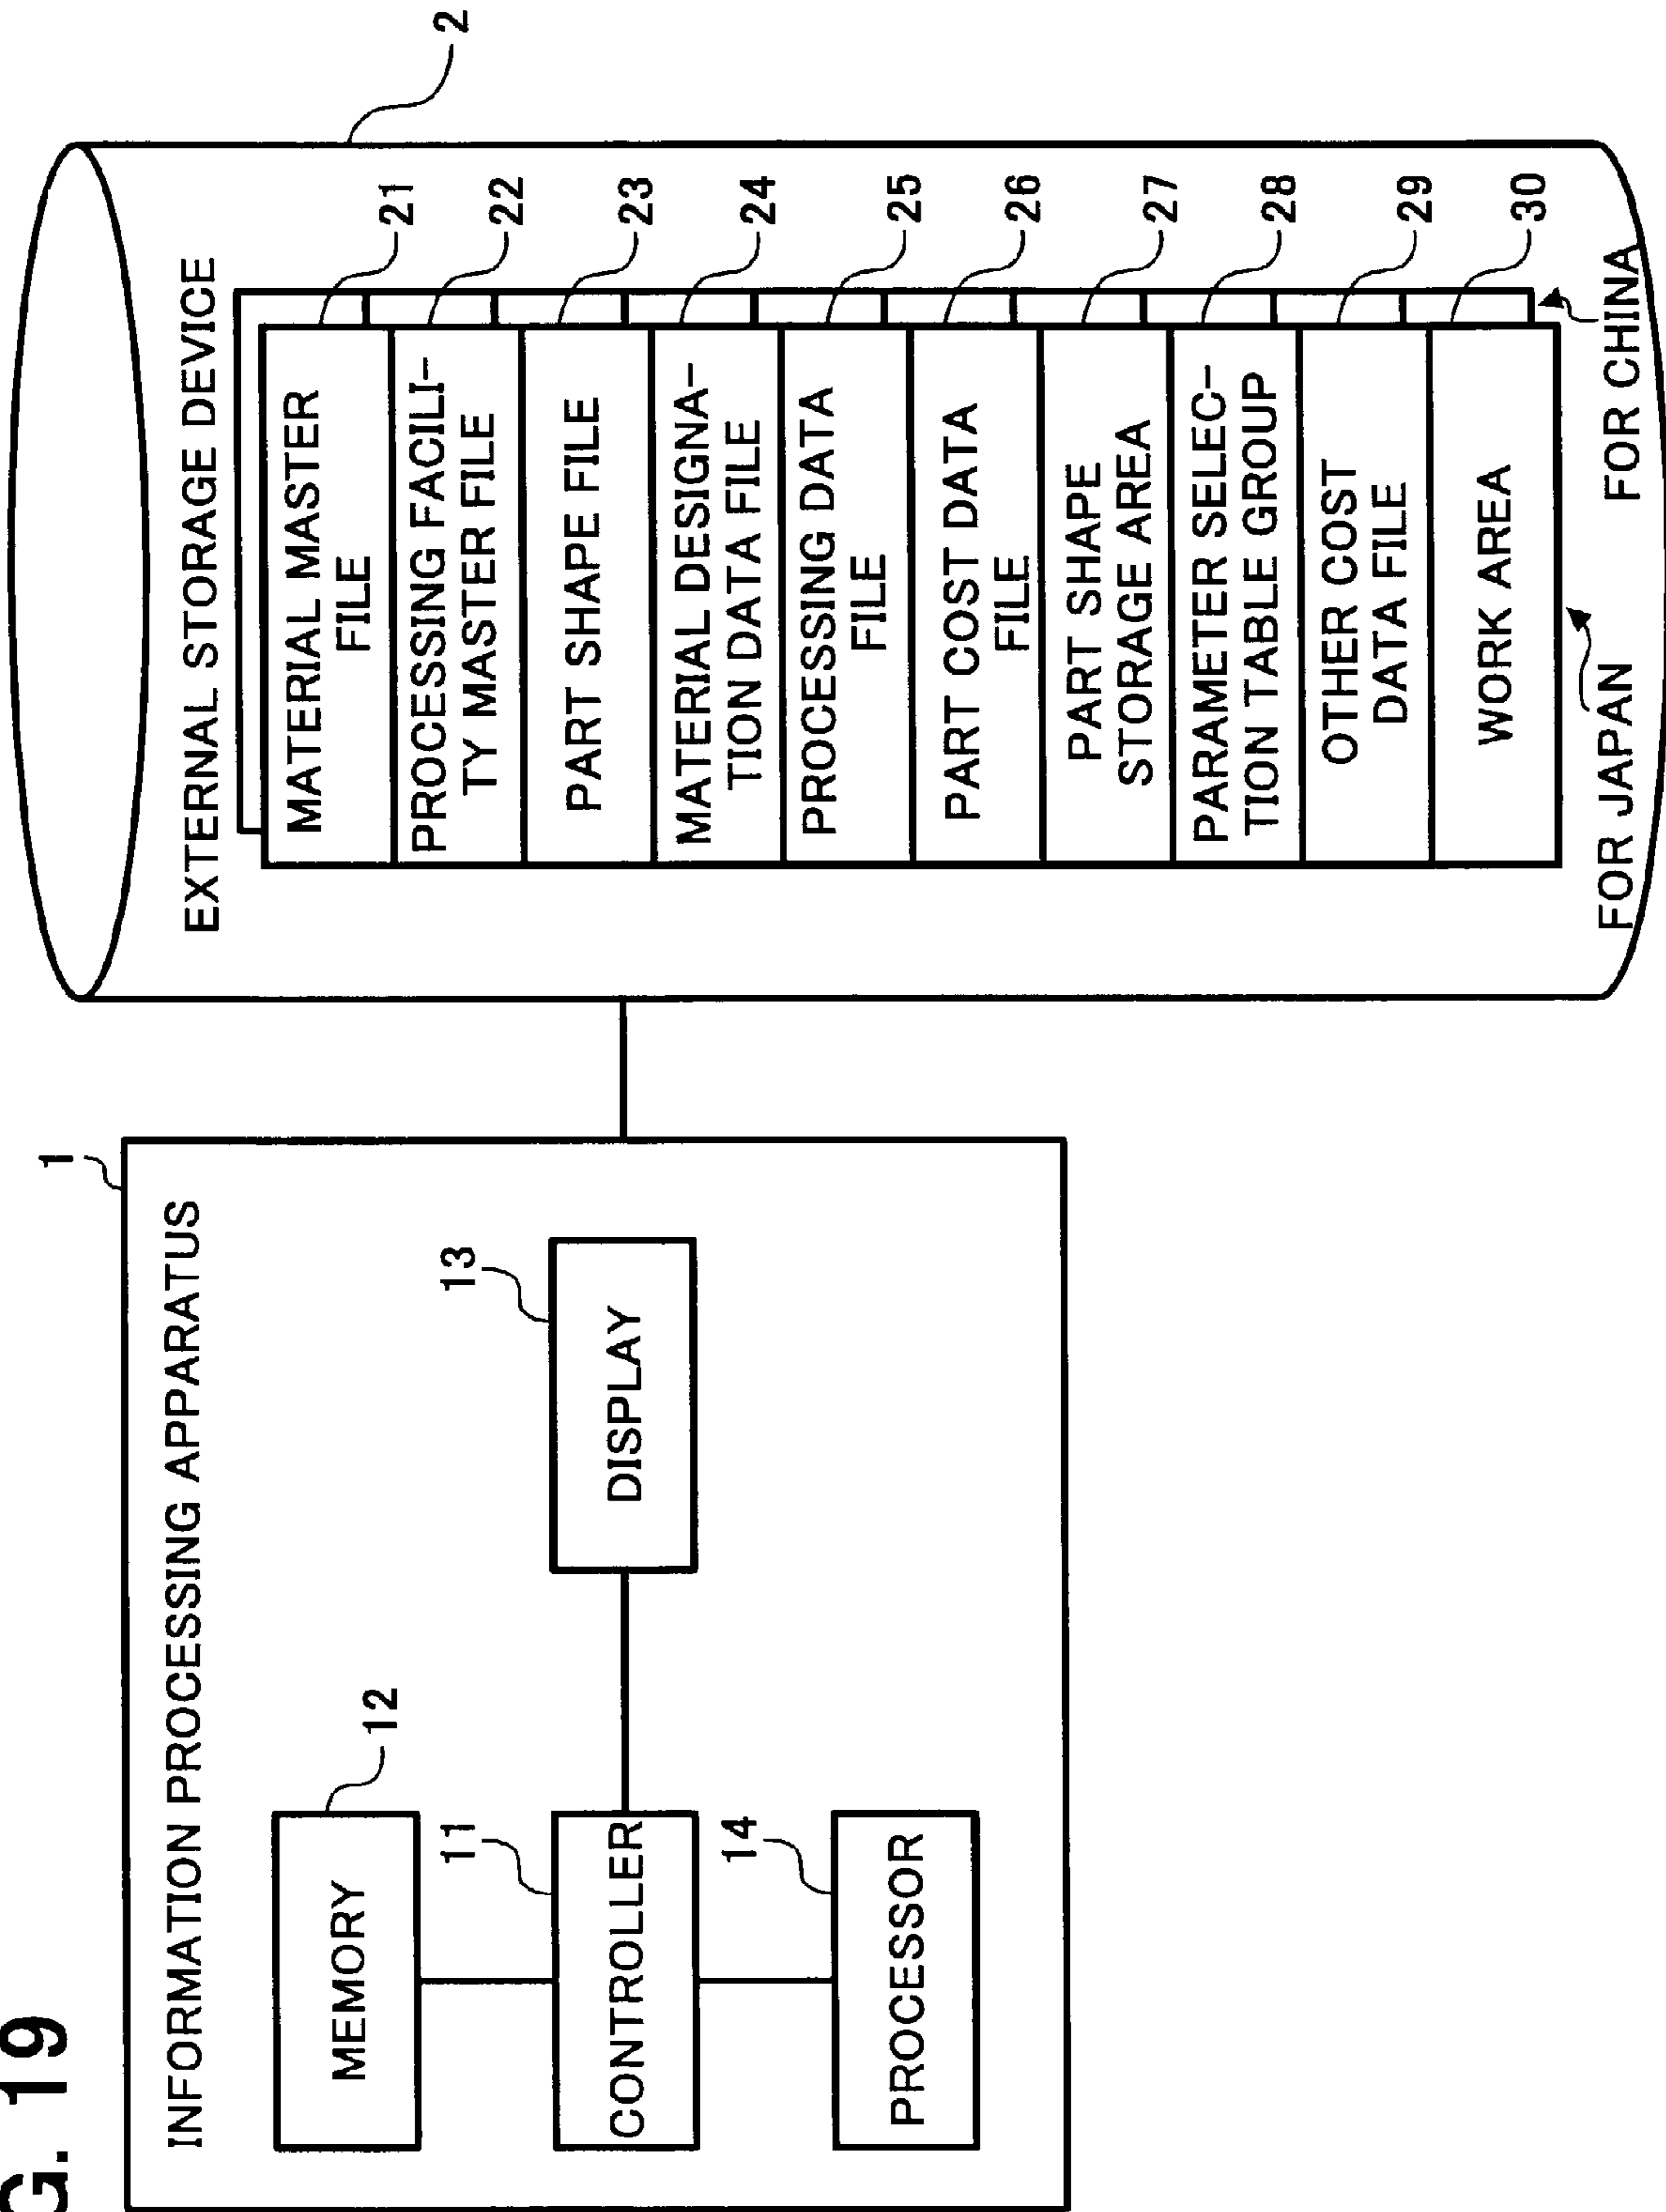 G. 19
1
INFORMATION PROCESSING APPARATUS
12
MEMORY
11
CONTROLLER
13
DISPLAY
14
PROCESSOR
2
EXTERNAL STORAGE DEVICE
MATERIAL MASTER
FILE
21
PROCESSING FACILI-
TY MASTER FILE
22
PART SHAPE FILE
23
MATERIAL DESIGNA-
TION DATA FILE
24
PROCESSING DATA
FILE
25
PART COST DATA
FILE
26
PART SHAPE
STORAGE AREA
27
PARAMETER SELEC-
TION TABLE GROUP
28
OTHER COST
DATA FILE
29
WORK AREA
30
FOR JAPAN
FOR CHINA